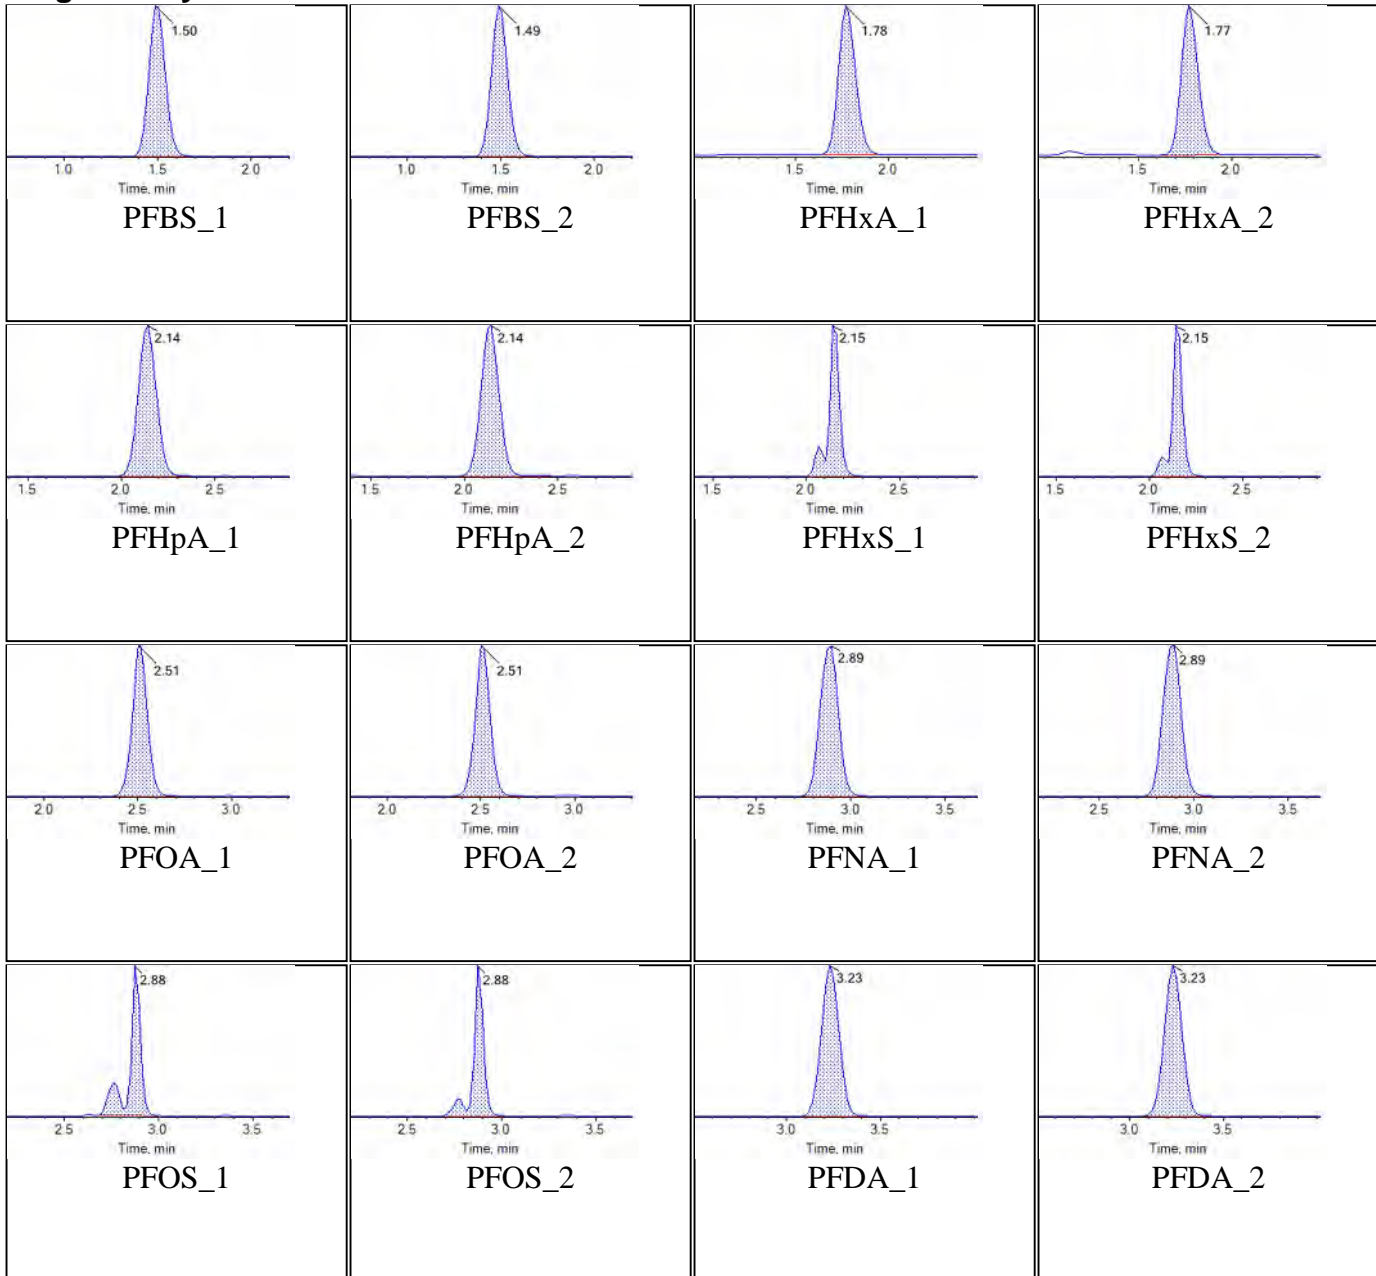 1.50
1.0 1.5 2.0
Time, min
PFBS_1
1.49
1.0 1.5 2.0
Time, min
PFBS_2
1.78
1.5 2.0
Time, min
PFHxA_1
1.77
1.5 2.0
Time, min
PFHxA_2
2.14
1.5 2.0 2.5
Time, min
PFHpA_1
2.14
1.5 2.0 2.5
Time, min
PFHpA_2
2.15
1.5 2.0 2.5
Time, min
PFHxS_1
2.15
1.5 2.0 2.5
Time, min
PFHxS_2
2.51
2.0 2.5 3.0
Time, min
PFOA_1
2.51
2.0 2.5 3.0
Time, min
PFOA_2
2.89
2.5 3.0 3.5
Time, min
PFNA_1
2.89
2.5 3.0 3.5
Time, min
PFNA_2
2.88
2.5 3.0 3.5
Time, min
PFOS_1
2.88
2.5 3.0 3.5
Time, min
PFOS_2
3.23
3.0 3.5
Time, min
PFDA_1
3.23
3.0 3.5
Time, min
PFDA_2